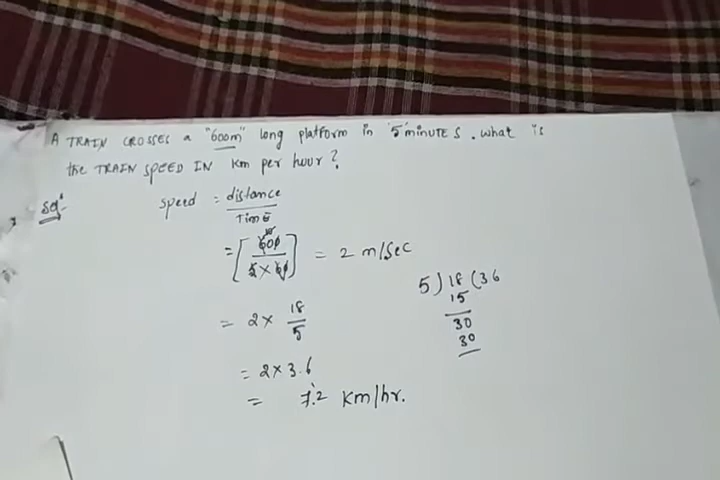 A TRAIN CROSSES a "600m" long platform in '5' minutes. what is
the TRAIN SPEED IN Km per hour?
Speed = distance
Time
= [600 / 5 × 60] = 2 m/sec
5) 18 (3.6
15
30
30
= 2 × 18/5
= 2 × 3.6
= 7.2 Km/hr.